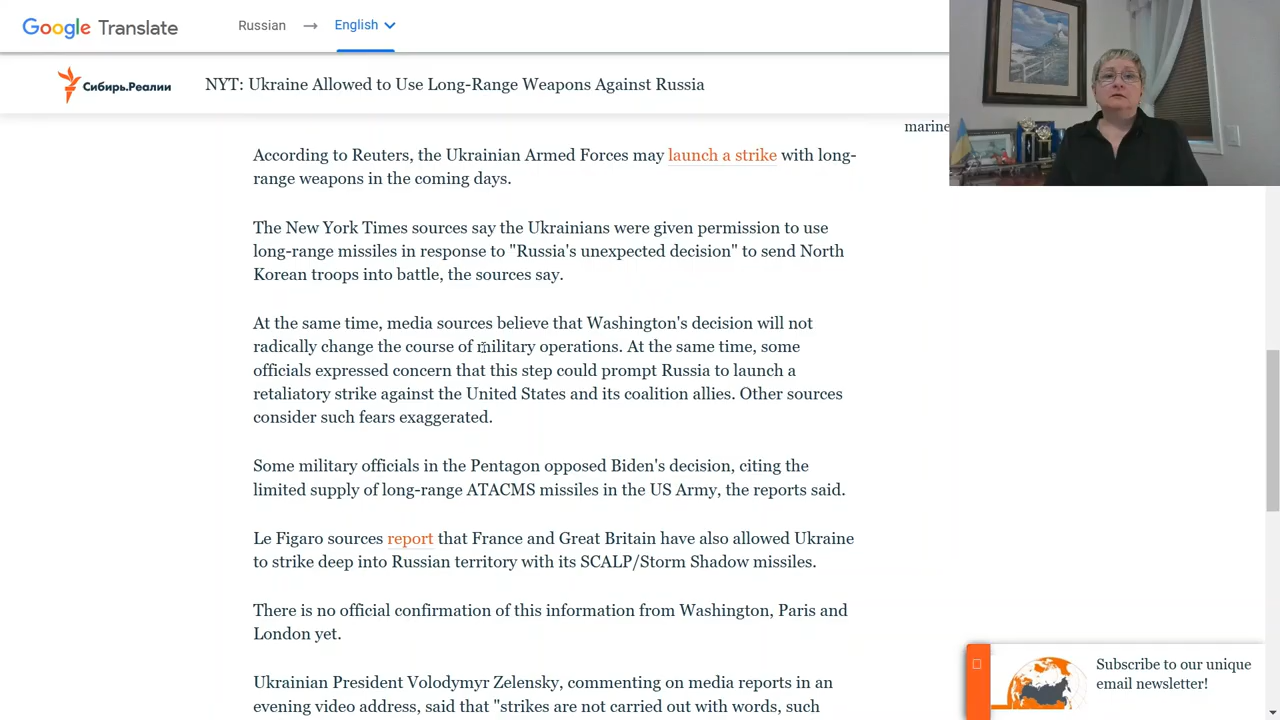 Google Translate
Russian → English
Сибирь.Реалии
NYT: Ukraine Allowed to Use Long-Range Weapons Against Russia
marine
According to Reuters, the Ukrainian Armed Forces may launch a strike with long-
range weapons in the coming days.
The New York Times sources say the Ukrainians were given permission to use
long-range missiles in response to "Russia's unexpected decision" to send North
Korean troops into battle, the sources say.
At the same time, media sources believe that Washington's decision will not
radically change the course of military operations. At the same time, some
officials expressed concern that this step could prompt Russia to launch a
retaliatory strike against the United States and its coalition allies. Other sources
consider such fears exaggerated.
Some military officials in the Pentagon opposed Biden's decision, citing the
limited supply of long-range ATACMS missiles in the US Army, the reports said.
Le Figaro sources report that France and Great Britain have also allowed Ukraine
to strike deep into Russian territory with its SCALP/Storm Shadow missiles.
There is no official confirmation of this information from Washington, Paris and
London yet.
Ukrainian President Volodymyr Zelensky, commenting on media reports in an
evening video address, said that "strikes are not carried out with words, such
Subscribe to our unique
email newsletter!